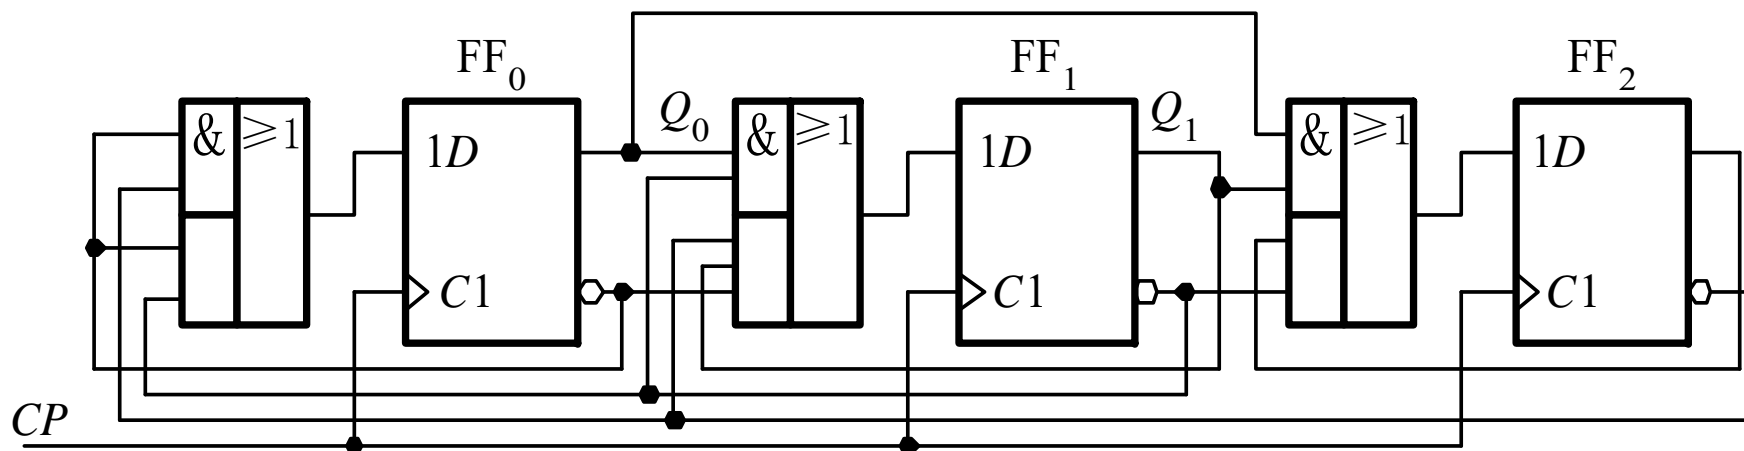 FF₀ FF₁ FF₂
& ≥1 Q₀ & ≥1 Q₁ & ≥1
1D 1D 1D
C1 C1 C1
CP